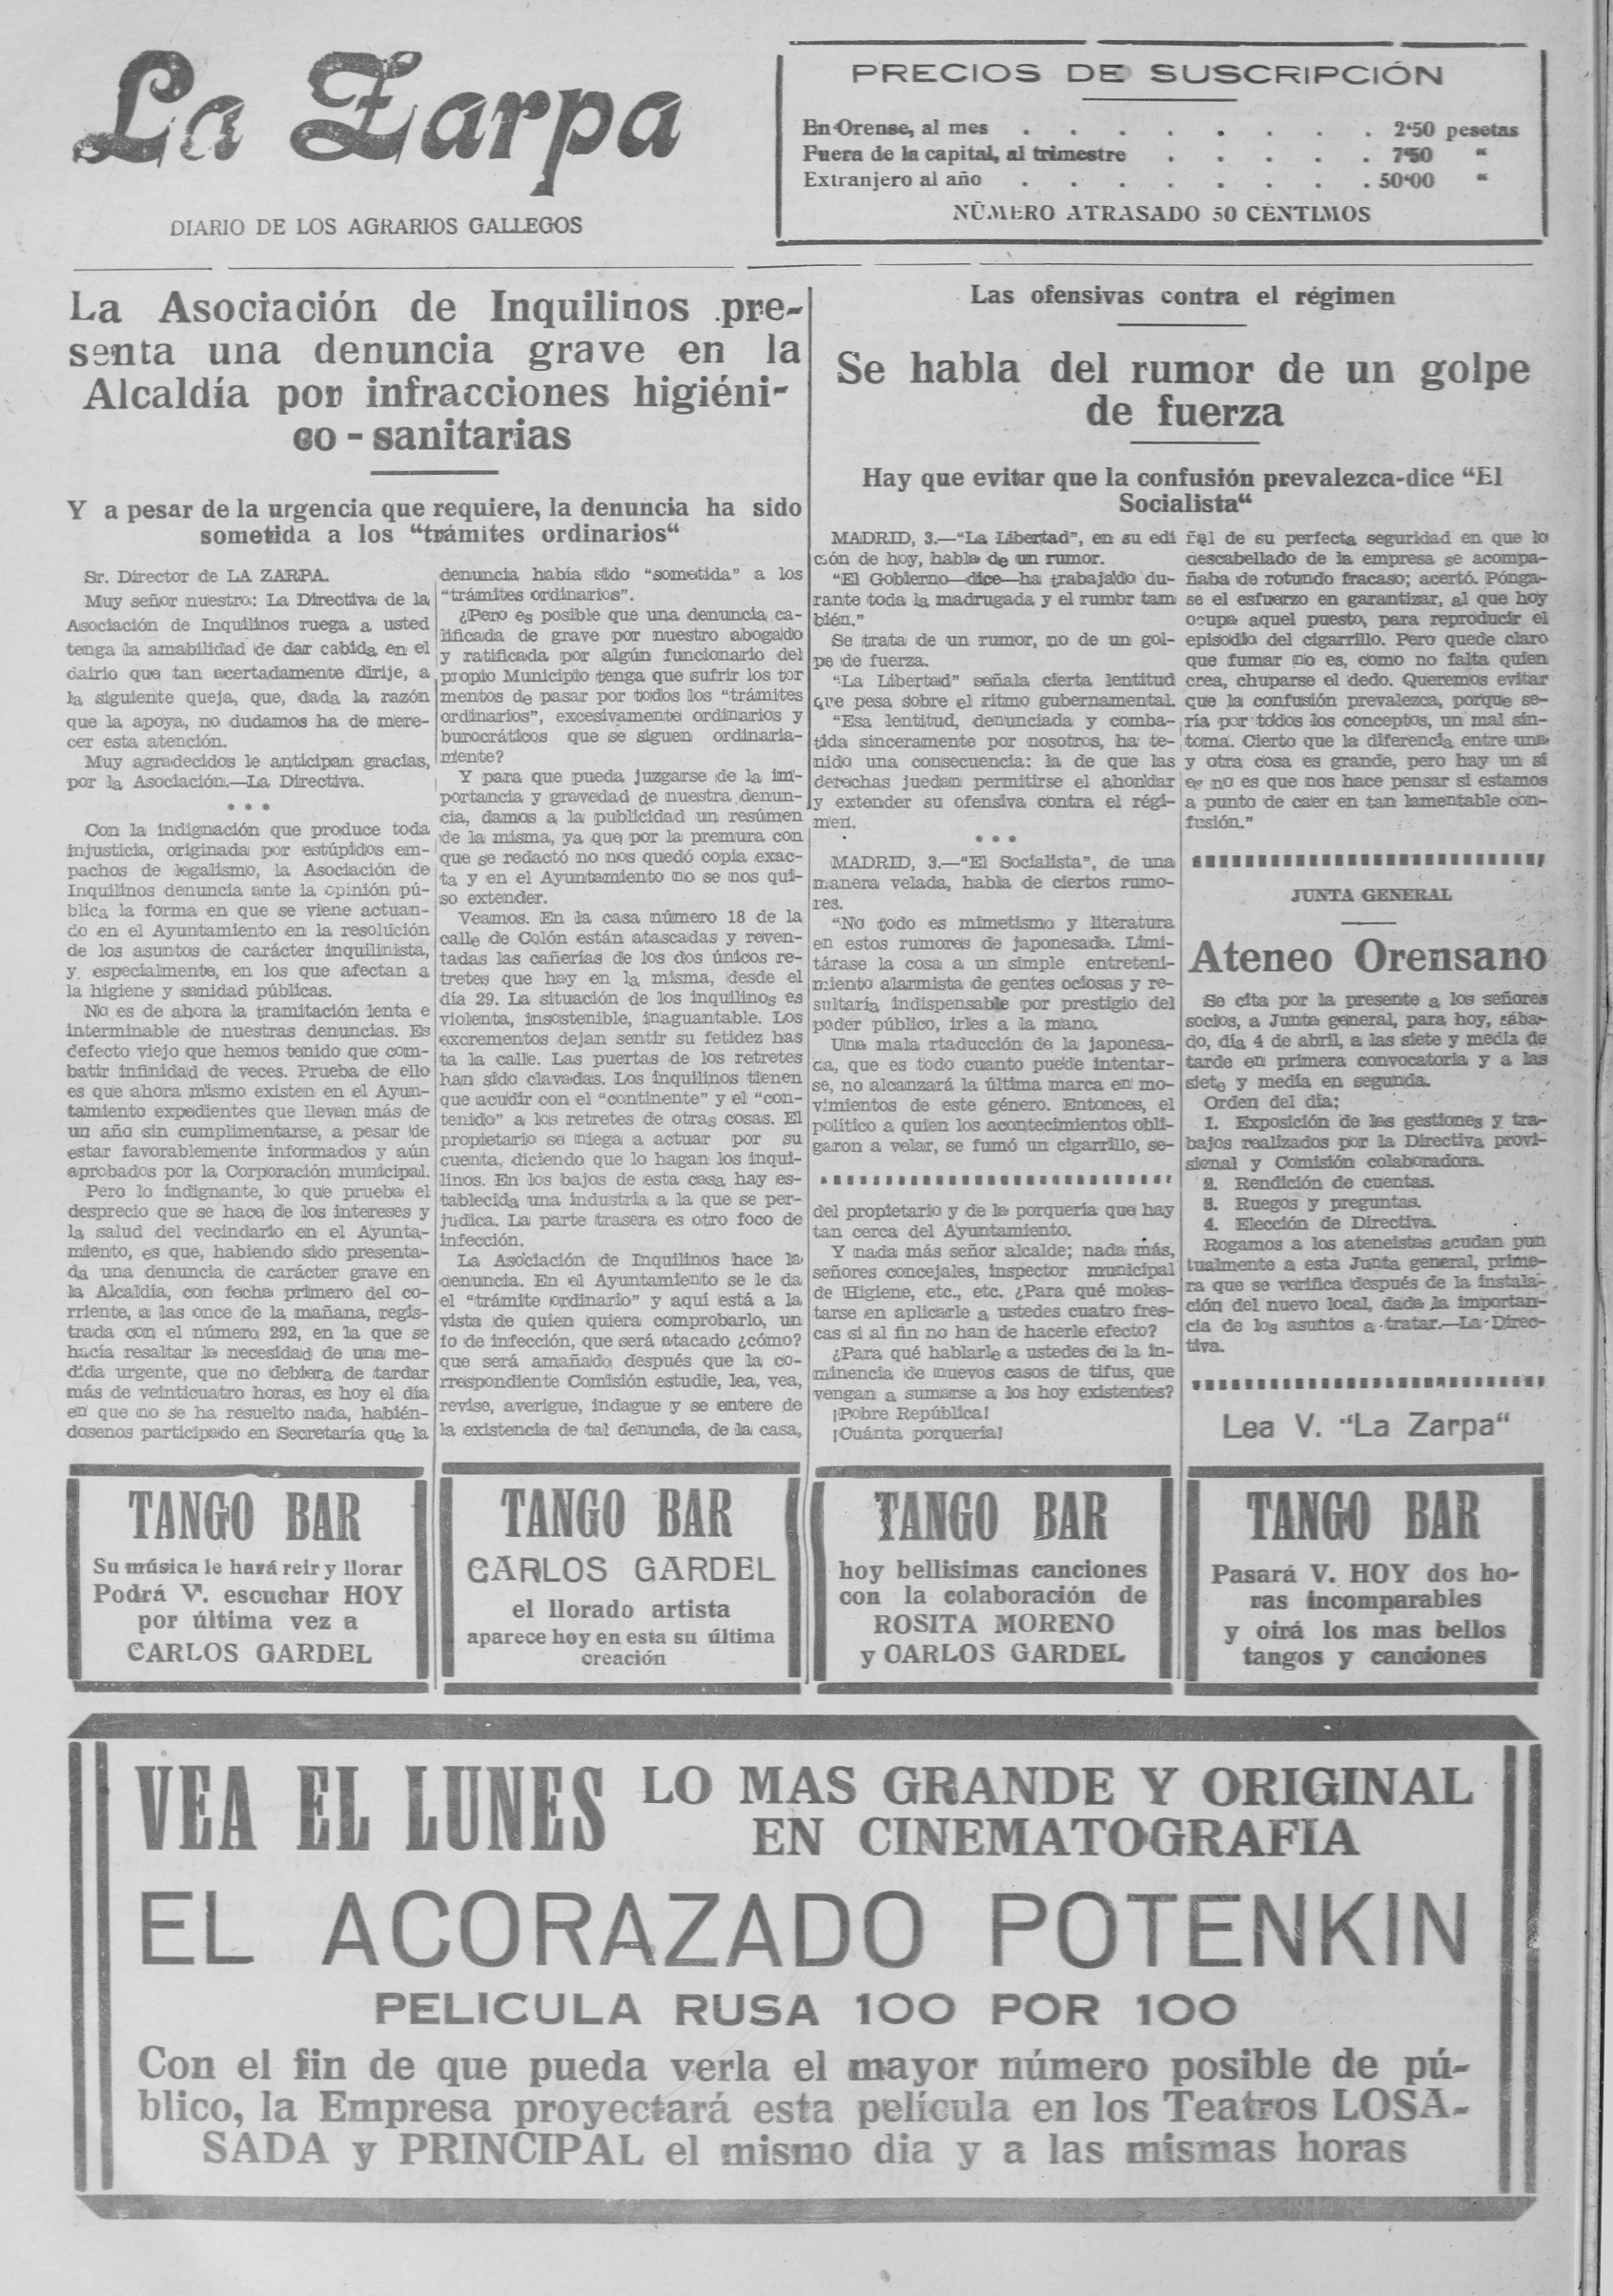 La Zarpa
DIARIO DE LOS AGRARIOS GALLEGOS
PRECIOS DE SUSCRIPCIÓN
En Orense, al mes . . . . . . . . 2'50 pesetas
Fuera de la capital, al trimestre . . . . . 7'50 "
Extranjero al año . . . . . . . . 50'00 "
NÚMERO ATRASADO 50 CENTIMOS
La Asociación de Inquilinos pre-
senta una denuncia grave en la
Alcaldía por infracciones higiéni-
co - sanitarias
Y a pesar de la urgencia que requiere, la denuncia ha sido
sometida a los "trámites ordinarios"
Sr. Director de LA ZARPA.
Muy señor nuestro: La Directiva de la
Asociación de Inquilinos ruega a usted
tenga la amabilidad de dar cabida en el
dairio que tan acertadamente dirije, a
la siguiente queja, que, dada la razón
que la apoya, no dudamos ha de mere-
cer esta atención.
Muy agradecidos le anticipan gracias,
por la Asociación.—La Directiva.
* * *
Con la indignación que produce toda
injusticia, originada por estúpidos em-
pachos de legalismo, la Asociación de
Inquilinos denuncia ante la opinión pú-
blica la forma en que se viene actuan-
do en el Ayuntamiento en la resolución
de los asuntos de carácter inquilinista,
y especialmente, en los que afectan a
la higiene y sanidad públicas.
No es de ahora la tramitación lenta e
interminable de nuestras denuncias. Es
defecto viejo que hemos tenido que com-
batir infinidad de veces. Prueba de ello
es que ahora mismo existen en el Ayun-
tamiento expedientes que llevan más de
un año sin cumplimentarse, a pesar de
estar favorablemente informados y aún
aprobados por la Corporación municipal.
Pero lo indignante, lo que prueba el
desprecio que se hace de los intereses y
la salud del vecindario en el Ayunta-
miento, es que, habiendo sido presenta-
da una denuncia de carácter grave en
la Alcaldía, con fecha primero del co-
rriente, a las once de la mañana, regis-
trada con el número 292, en la que se
hacía resaltar la necesidad de una me-
dida urgente, que no debiera de tardar
más de veinticuatro horas, es hoy el día
en que no se ha resuelto nada, habién-
dosenos participado en Secretaría que la
denuncia había sido "sometida" a los
"trámites ordinarios".
¿Pero es posible que una denuncia ca-
lificada de grave por nuestro abogado
y ratificada por algún funcionario del
propio Municipio tenga que sufrir los tor
mentos de pasar por todos los "trámites
ordinarios", excesivamente ordinarios y
burocráticos que se siguen ordinaria-
mente?
Y para que pueda juzgarse de la im-
portancia y gravedad de nuestra denun-
cia, damos a la publicidad un resúmen
de la misma, ya que por la premura con
que se redactó no nos quedó copia exac-
ta y en el Ayuntamiento no se nos qui-
so extender.
Veamos. En la casa número 18 de la
calle de Colón están atascadas y reven-
tadas las cañerías de los dos únicos re-
tretes que hay en la misma, desde el
día 29. La situación de los inquilinos es
violenta, insostenible, inaguantable. Los
excrementos dejan sentir su fetidez has
ta la calle. Las puertas de los retretes
han sido clavadas. Los inquilinos tienen
que acudir con el "continente" y el "con-
tenido" a los retretes de otras cosas. El
propietario se niega a actuar por su
cuenta, diciendo que lo hagan los inqui-
linos. En los bajos de esta casa hay es-
tablecida una industria a la que se per-
judica. La parte trasera es otro foco de
infección.
La Asociación de Inquilinos hace la
denuncia. En el Ayuntamiento se le da
el "trámite ordinario" y aquí está a la
vista de quien quiera comprobarlo, un
fo de infección, que será atacado ¿cómo?
que será amañado después que la co-
rrrespondiente Comisión estudie, lea, vea,
revise, averigue, indague y se entere de
la existencia de tal denuncia, de la casa,
del propietario y de la porquería que hay
tan cerca del Ayuntamiento.
Y nada más señor alcalde; nada más,
señores concejales, inspector municipal
de Higiene, etc., etc. ¿Para qué moles-
tarse en aplicarle a ustedes cuatro fres-
cas si al fin no han de hacerle efecto?
¿Para qué hablarle a ustedes de la in-
minencia de nuevos casos de tifus, que
vengan a sumarse a los hoy existentes?
¡Pobre República!
¡Cuánta porquería!
Las ofensivas contra el régimen
Se habla del rumor de un golpe
de fuerza
Hay que evitar que la confusión prevalezca-dice "El
Socialista"
MADRID, 3.—"La Libertad", en su edi
ción de hoy, habla de un rumor.
"El Gobierno—dice—ha trabajado du-
rante toda la madrugada y el rumor tam
bién."
Se trata de un rumor, no de un gol-
pe de fuerza.
"La Libertad" señala cierta lentitud
que pesa sobre el ritmo gubernamental.
"Esa lentitud, denunciada y comba-
tida sinceramente por nosotros, ha te-
nido una consecuencia: la de que las
derechas juedan permitirse el ahondar
y extender su ofensiva contra el régi-
men.
* * *
MADRID, 3.—"El Socialista", de una
manera velada, habla de ciertos rumo-
res.
"No todo es mimetismo y literatura
en estos rumores de japonesada. Limi-
tárase la cosa a un simple entreteni-
miento alarmista de gentes ociosas y re-
sultaría indispensable por prestigio del
poder público, irles a la mano.
Una mala rtaducción de la japonesa-
da, que es todo cuanto puede intentar-
se, no alcanzará la última marca en mo-
vimientos de este género. Entonces, el
político a quien los acontecimientos obli-
garon a velar, se fumó un cigarrillo, se-
ñal de su perfecta seguridad en que lo
descabellado de la empresa se acompa-
ñaba de rotundo fracaso; acertó. Pónga-
se el esfuerzo en garantizar, al que hoy
ocupa aquel puesto, para reproducir el
episodio del cigarrillo. Pero quede claro
que fumar no es, como no falta quien
crea, chuparse el dedo. Queremos evitar
que la confusión prevalezca, porque se-
ría por todos los conceptos, un mal sín-
toma. Cierto que la diferencia entre una
y otra cosa es grande, pero hay un sí
es no es que nos hace pensar si estamos
a punto de caer en tan lamentable con-
fusión."
JUNTA GENERAL
Ateneo Orensano
Se cita por la presente a los señores
socios, a Junta general, para hoy, sába-
do, día 4 de abril, a las siete y media de
tarde en primera convocatoria y a las
siete y media en segunda.
Orden del día:
1. Exposición de las gestiones y tra-
bajos realizados por la Directiva provi-
sional y Comisión colaboradora.
2. Rendición de cuentas.
3. Ruegos y preguntas.
4. Elección de Directiva.
Rogamos a los ateneistas acudan pun
tualmente a esta Junta general, prime-
ra que se verifica después de la instala-
ción del nuevo local, dada la importan-
cia de los asuntos a tratar.—La Direc-
tiva.
Lea V. "La Zarpa"
TANGO BAR
Su música le hará reir y llorar
Podrá V. escuchar HOY
por última vez a
CARLOS GARDEL
TANGO BAR
CARLOS GARDEL
el llorado artista
aparece hoy en esta su última
creación
TANGO BAR
hoy bellisimas canciones
con la colaboración de
ROSITA MORENO
y CARLOS GARDEL
TANGO BAR
Pasará V. HOY dos ho-
ras incomparables
y oirá los mas bellos
tangos y canciones
VEA EL LUNES LO MAS GRANDE Y ORIGINAL
EN CINEMATOGRAFIA
EL ACORAZADO POTENKIN
PELICULA RUSA 100 POR 100
Con el fin de que pueda verla el mayor número posible de pú-
blico, la Empresa proyectará esta película en los Teatros LOSA-
SADA y PRINCIPAL el mismo dia y a las mismas horas